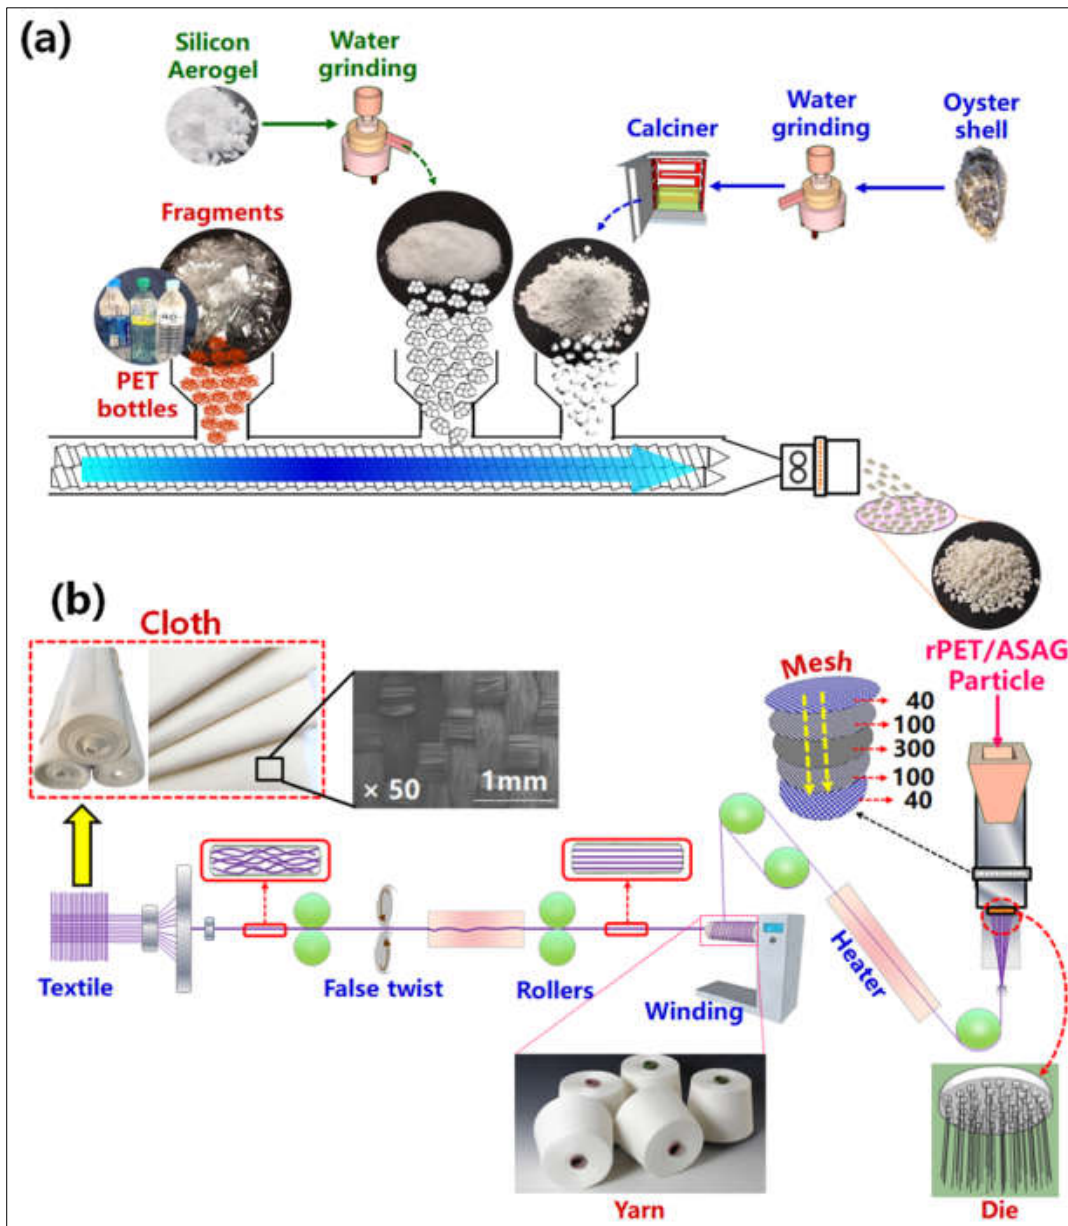 (a)
Silicon
Aerogel
Water
grinding
Calciner
Water
grinding
Oyster
shell
Fragments
PET
bottles
(b)
Cloth
× 50
1mm
Mesh
40
100
300
100
40
rPET/ASAG
Particle
Textile
False twist
Rollers
Winding
Heater
Yarn
Die